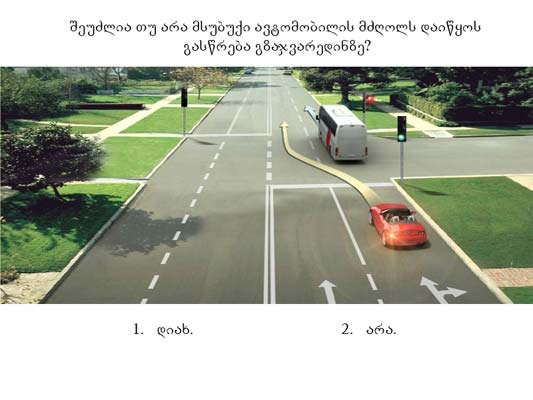 შეუძლია თუ არა მსუბუქი ავტომობილის მძღოლს დაიწყოს
გასწრება გზაჯვარედინზე?
1. დიახ.
2. არა.